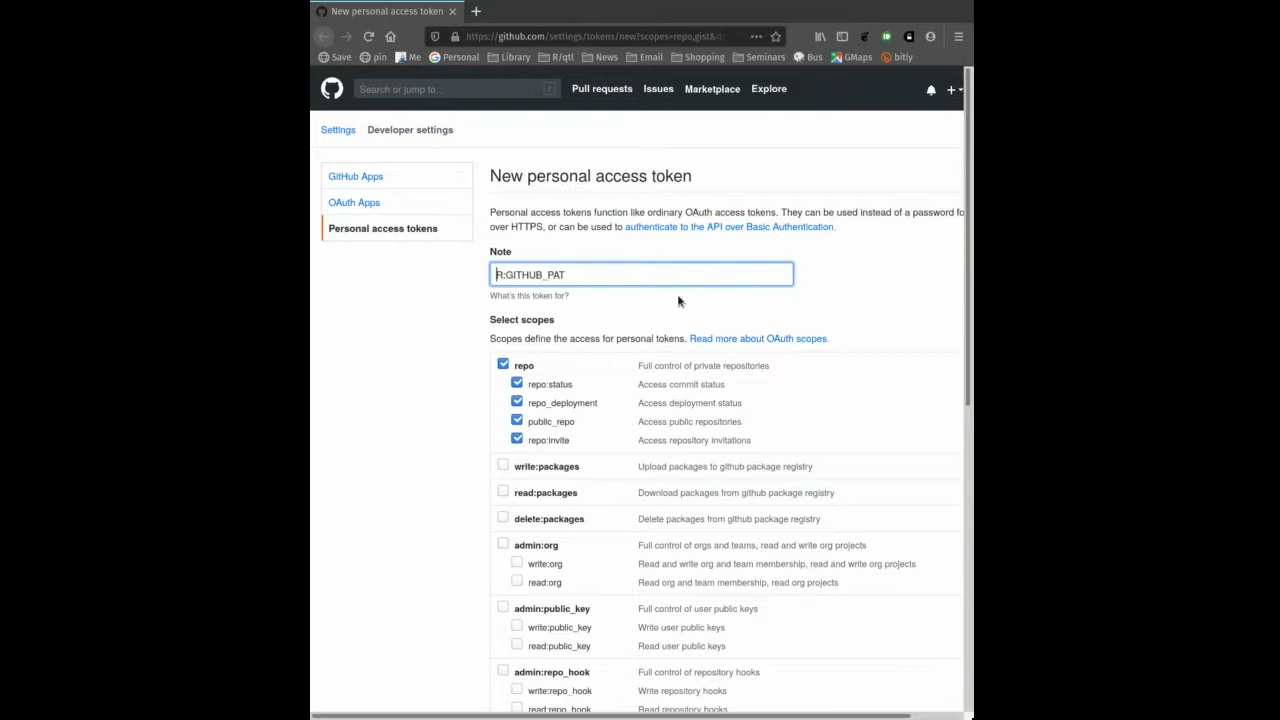 New personal access token
https://github.com/settings/tokens/new?scopes=repo,gist&d
Save pin Me Personal Library R/qtl News Email Shopping Seminars Bus GMaps bitly
Search or jump to... / Pull requests Issues Marketplace Explore
Settings Developer settings
GitHub Apps
OAuth Apps
Personal access tokens
New personal access token
Personal access tokens function like ordinary OAuth access tokens. They can be used instead of a password fo
over HTTPS, or can be used to authenticate to the API over Basic Authentication.
Note
R:GITHUB_PAT
What's this token for?
Select scopes
Scopes define the access for personal tokens. Read more about OAuth scopes.
repo Full control of private repositories
repo:status Access commit status
repo_deployment Access deployment status
public_repo Access public repositories
repo:invite Access repository invitations
write:packages Upload packages to github package registry
read:packages Download packages from github package registry
delete:packages Delete packages from github package registry
admin:org Full control of orgs and teams, read and write org projects
write:org Read and write org and team membership, read and write org projects
read:org Read org and team membership, read org projects
admin:public_key Full control of user public keys
write:public_key Write user public keys
read:public_key Read user public keys
admin:repo_hook Full control of repository hooks
write:repo_hook Write repository hooks
read:repo_hook Read repository hooks